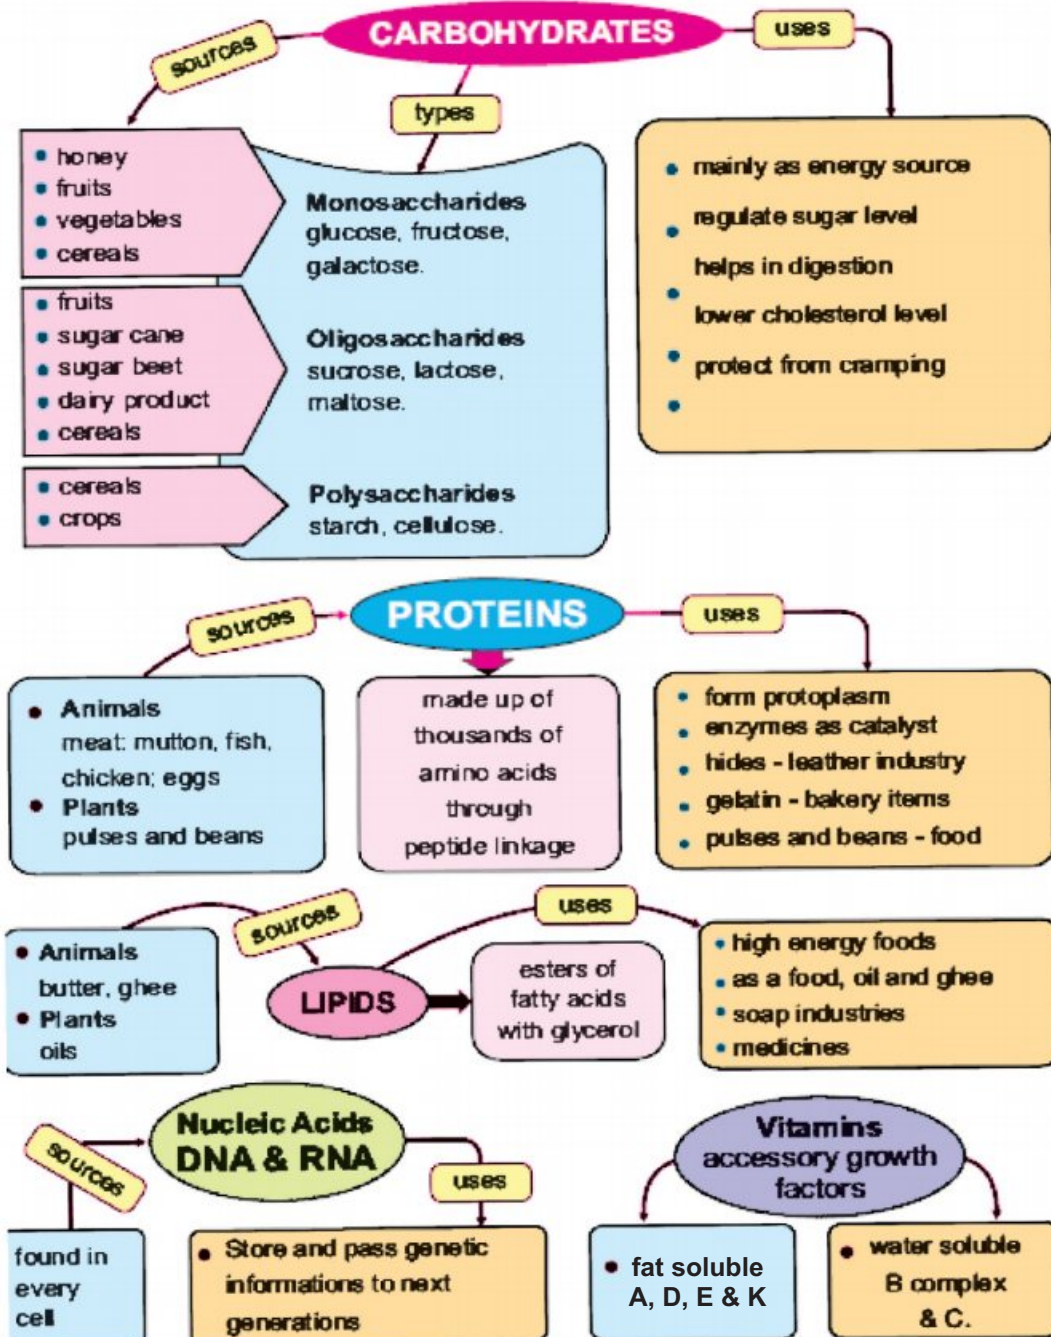 CARBOHYDRATES
sources
types
uses
• honey
• fruits
• vegetables
• cereals
• fruits
• sugar cane
• sugar beet
• dairy product
• cereals
• cereals
• crops
Monosaccharides
glucose, fructose,
galactose.
Oligosaccharides
sucrose, lactose,
maltose.
Polysaccharides
starch, cellulose.
• mainly as energy source
• regulate sugar level
• helps in digestion
• lower cholesterol level
• protect from cramping
PROTEINS
sources
uses
• Animals
meat: mutton, fish,
chicken; eggs
• Plants
pulses and beans
made up of
thousands of
amino acids
through
peptide linkage
• form protoplasm
• enzymes as catalyst
• hides - leather industry
• gelatin - bakery items
• pulses and beans - food
LIPIDS
sources
uses
• Animals
butter, ghee
• Plants
oils
esters of
fatty acids
with glycerol
• high energy foods
• as a food, oil and ghee
• soap industries
• medicines
Nucleic Acids
DNA & RNA
sources
uses
found in
every
cell
• Store and pass genetic
informations to next
generations
Vitamins
accessory growth
factors
• fat soluble
A, D, E & K
• water soluble
B complex
& C.